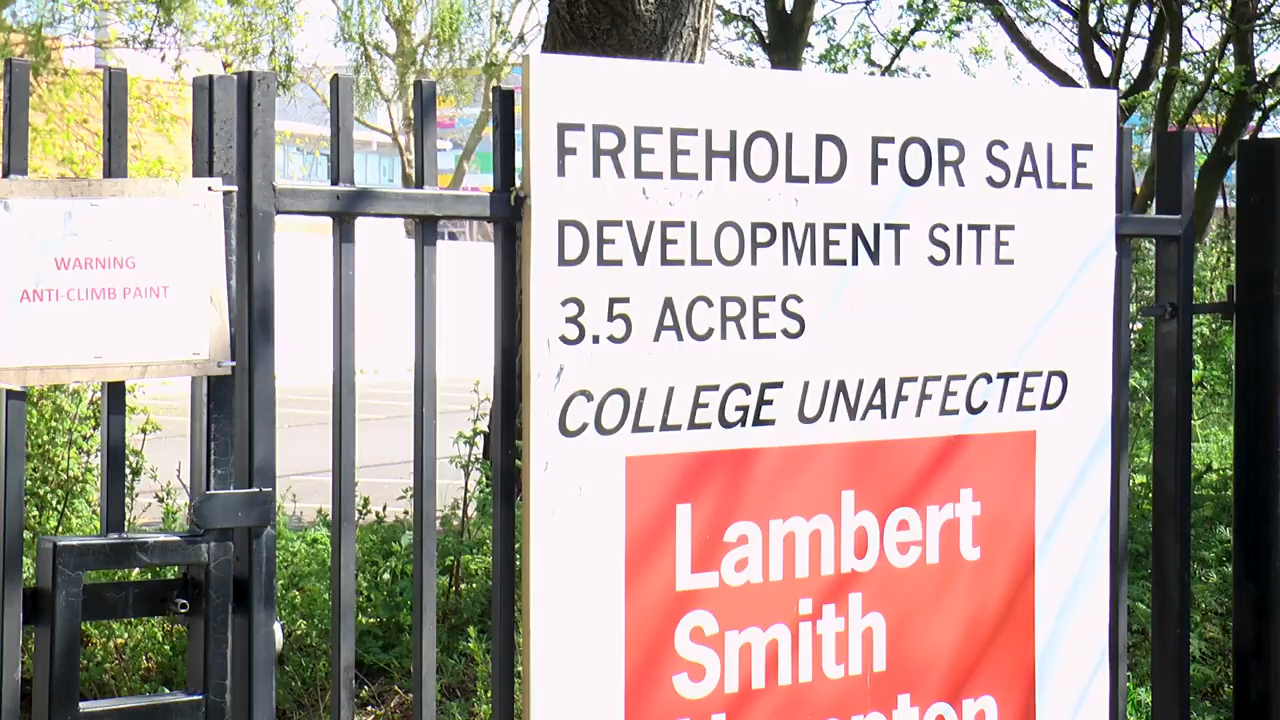 WARNING
ANTI-CLIMB PAINT
FREEHOLD FOR SALE
DEVELOPMENT SITE
3.5 ACRES
COLLEGE UNAFFECTED
Lambert
Smith